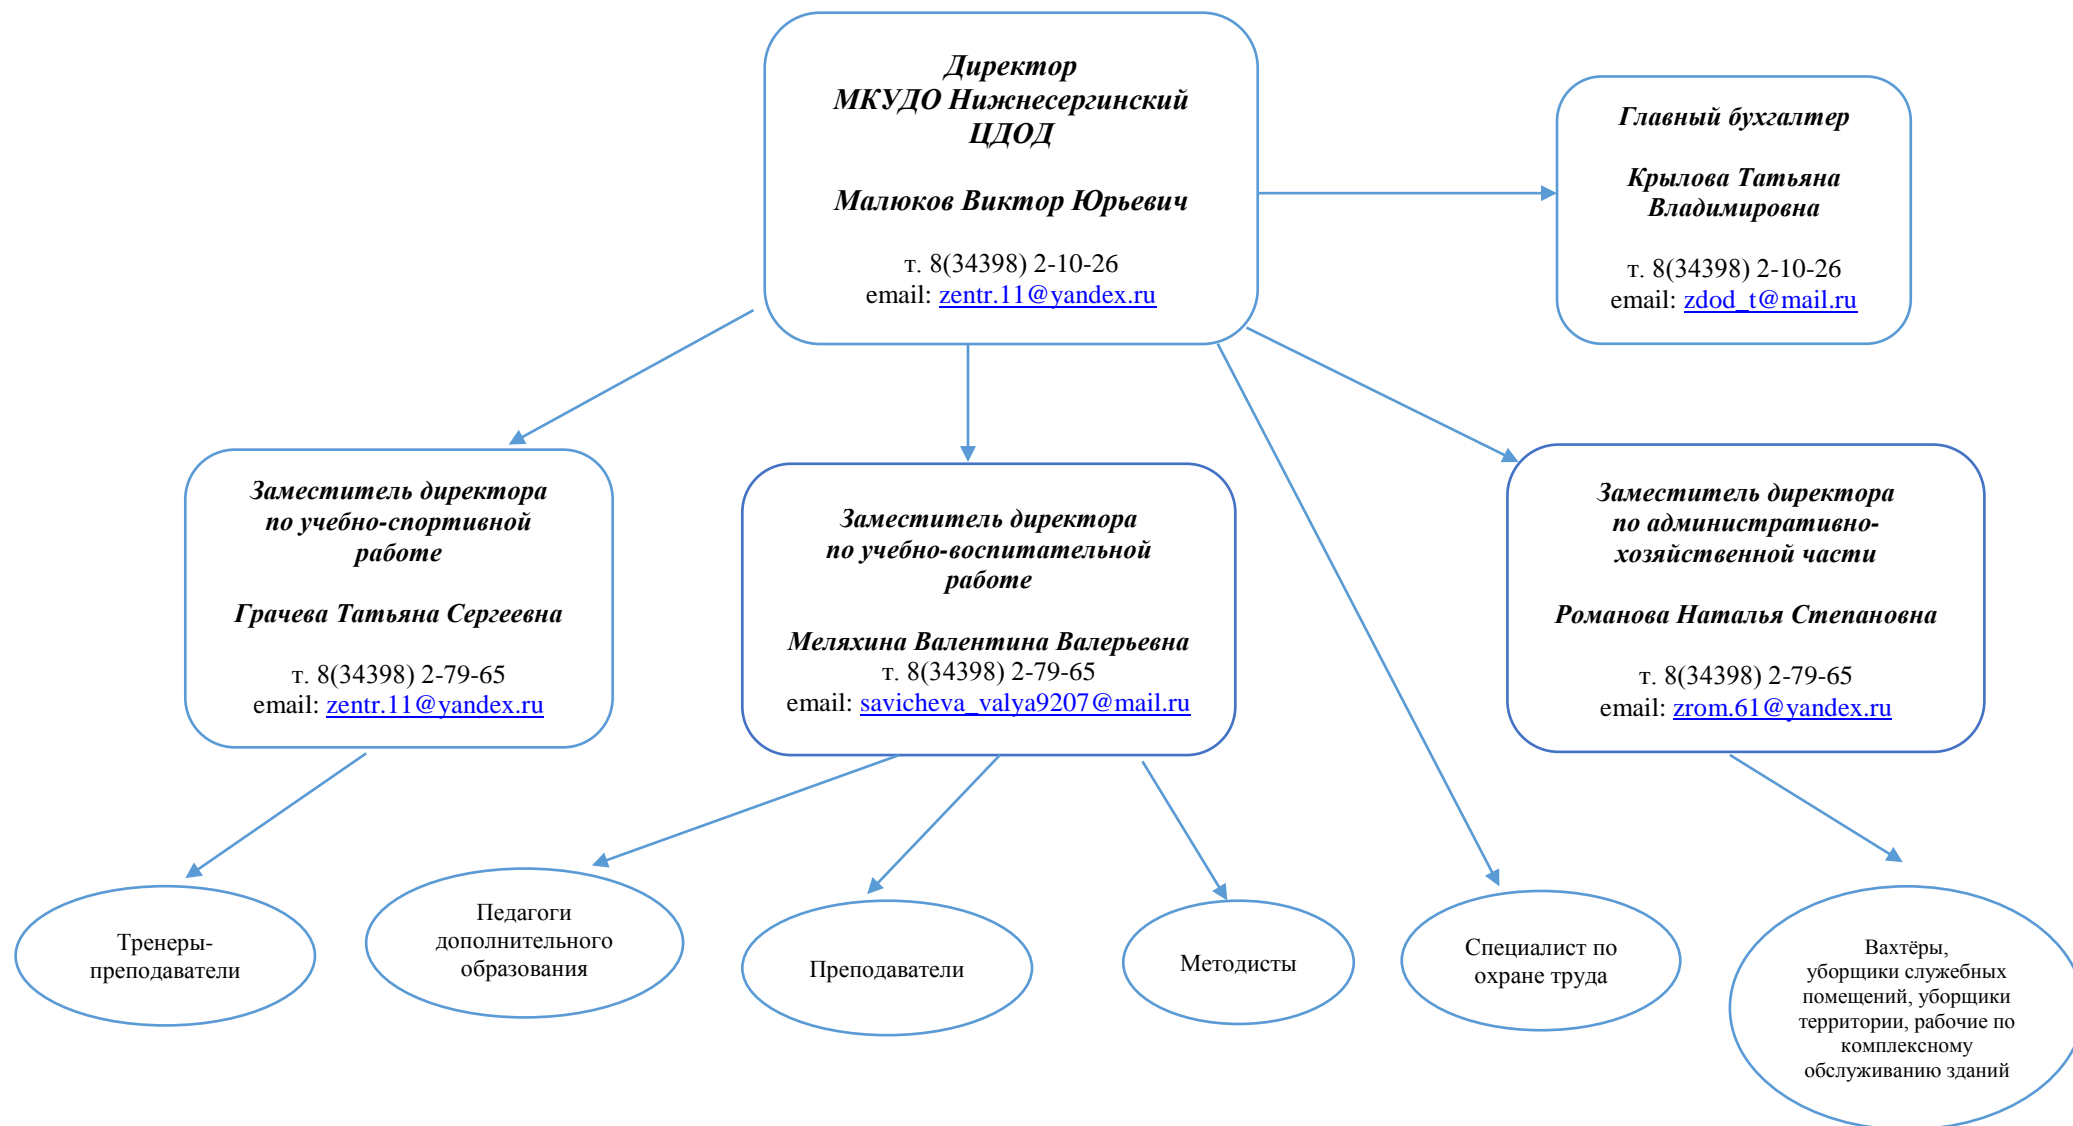 Директор
МКУДО Нижнесергинский
ЦДОД
Малюков Виктор Юрьевич
т. 8(34398) 2-10-26
email: zentr.11@yandex.ru
Главный бухгалтер
Крылова Татьяна
Владимировна
т. 8(34398) 2-10-26
email: zdod_t@mail.ru
Заместитель директора
по учебно-спортивной
работе
Грачева Татьяна Сергеевна
т. 8(34398) 2-79-65
email: zentr.11@yandex.ru
Заместитель директора
по учебно-воспитательной
работе
Меляхина Валентина Валерьевна
т. 8(34398) 2-79-65
email: savicheva_valya9207@mail.ru
Заместитель директора
по административно-
хозяйственной части
Романова Наталья Степановна
т. 8(34398) 2-79-65
email: zrom.61@yandex.ru
Тренеры-
преподаватели
Педагоги
дополнительного
образования
Преподаватели
Методисты
Специалист по
охране труда
Вахтёры,
уборщики служебных
помещений, уборщики
территории, рабочие по
комплексному
обслуживанию зданий